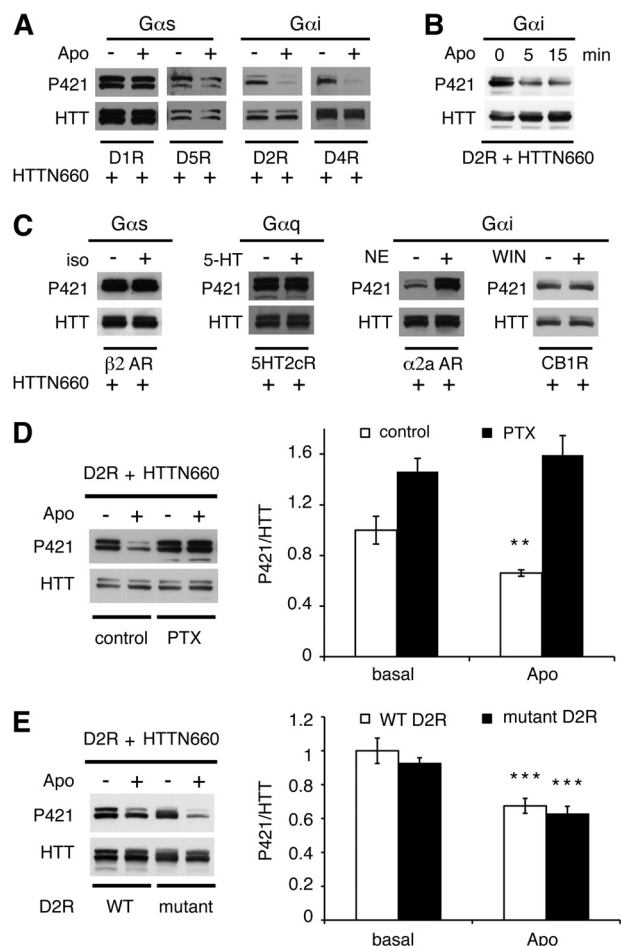 A
Gαs
Gαi
Apo - + - + - + - +
P421
HTT
D1R D5R D2R D4R
HTTN660 + + + + + + + +
B
Gαi
Apo 0 5 15 min
P421
HTT
D2R + HTTN660
C
Gαs
Gαq
Gαi
iso - +
5-HT - +
NE - +
WIN - +
P421
P421
P421
P421
HTT
HTT
HTT
HTT
β2 AR
5HT2cR
α2a AR
CB1R
HTTN660 + + + + + + + +
D
D2R + HTTN660
Apo - + - +
P421
HTT
control PTX
control PTX
P421/HTT
1.6
1.2
0.8
0.4
0
**
basal Apo
E
D2R + HTTN660
Apo - + - +
P421
HTT
D2R WT mutant
WT D2R mutant D2R
P421/HTT
1.2
1
0.8
0.6
0.4
0.2
0
*** ***
basal Apo